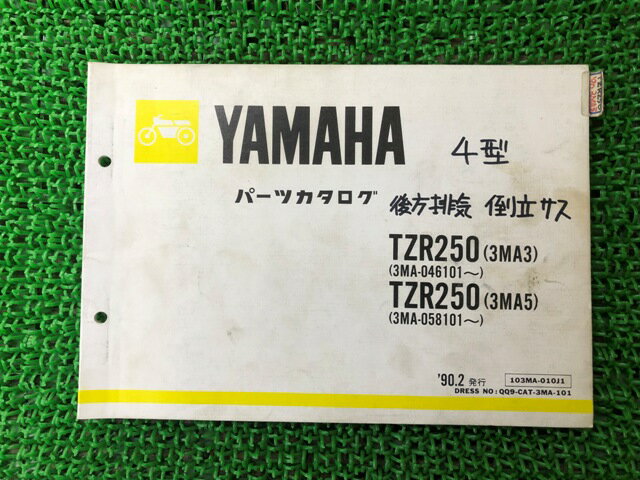 YAMAHA
4型
パーツカタログ
後方排気 倒立サス
TZR250 (3MA3)
(3MA-046101〜)
TZR250 (3MA5)
(3MA-058101〜)
'90.2 発行
103MA-010J1
DRESS NO : QQ9-CAT-3MA-101